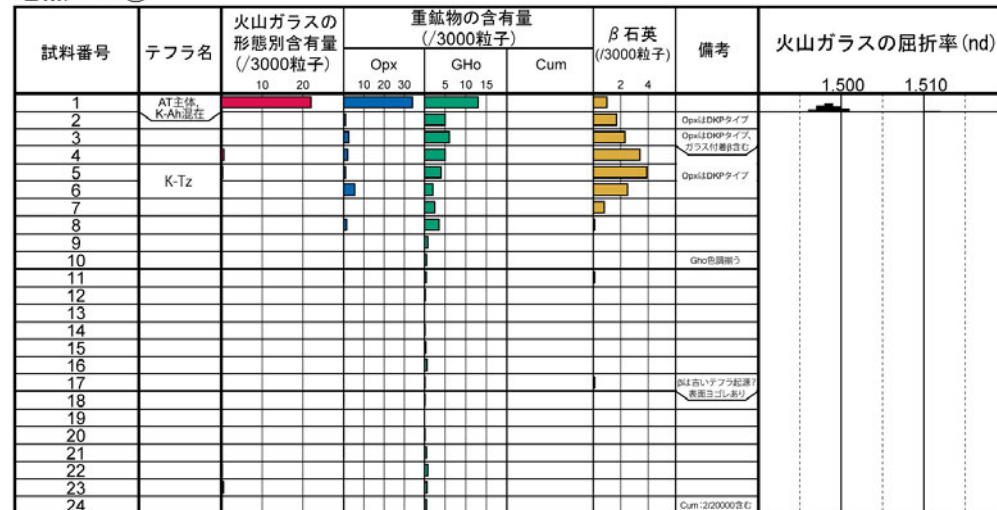 試料番号
テフラ名
火山ガラスの
形態別含有量
(/3000粒子)
10 20
重鉱物の含有量
(/3000粒子)
Opx
10 20 30
GHo
5 10 15
Cum
β石英
(/3000粒子)
2 4
備考
火山ガラスの屈折率(nd)
1.500 1.510
1
AT主体,
K-Ah混在
2
OpxはDKPタイプ
3
OpxはDKPタイプ、
ガラス付着β含む
4
5
K-Tz
OpxはDKPタイプ
6
7
8
9
10
Gho色調揃う
11
12
13
14
15
16
17
βは古いテフラ起源?
表面ヨゴレあり
18
19
20
21
22
23
24
Cum:2/20000含む